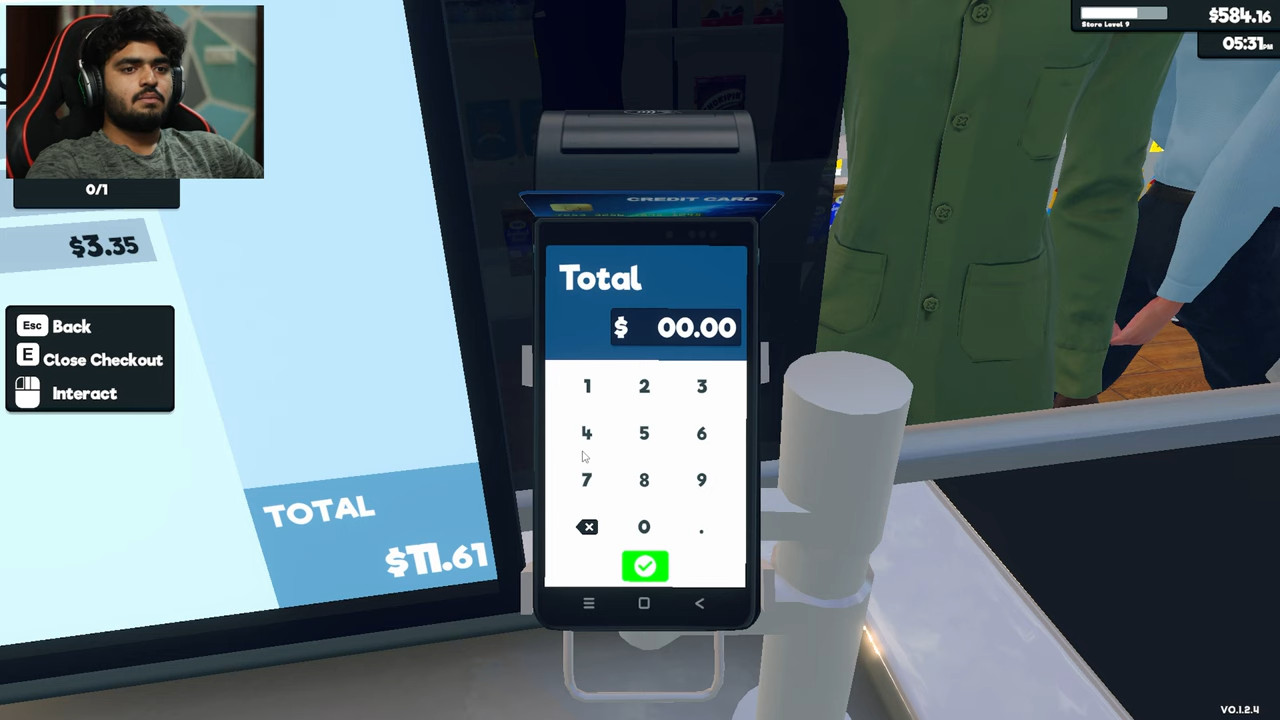 $584.16
Store Level 9
05:31PM
0/1
CREDIT CARD
$3.35
Total
$ 00.00
Esc Back
E Close Checkout
Interact
1 2 3
4 5 6
7 8 9
0 .
TOTAL
$11.61
V0.1.2.4